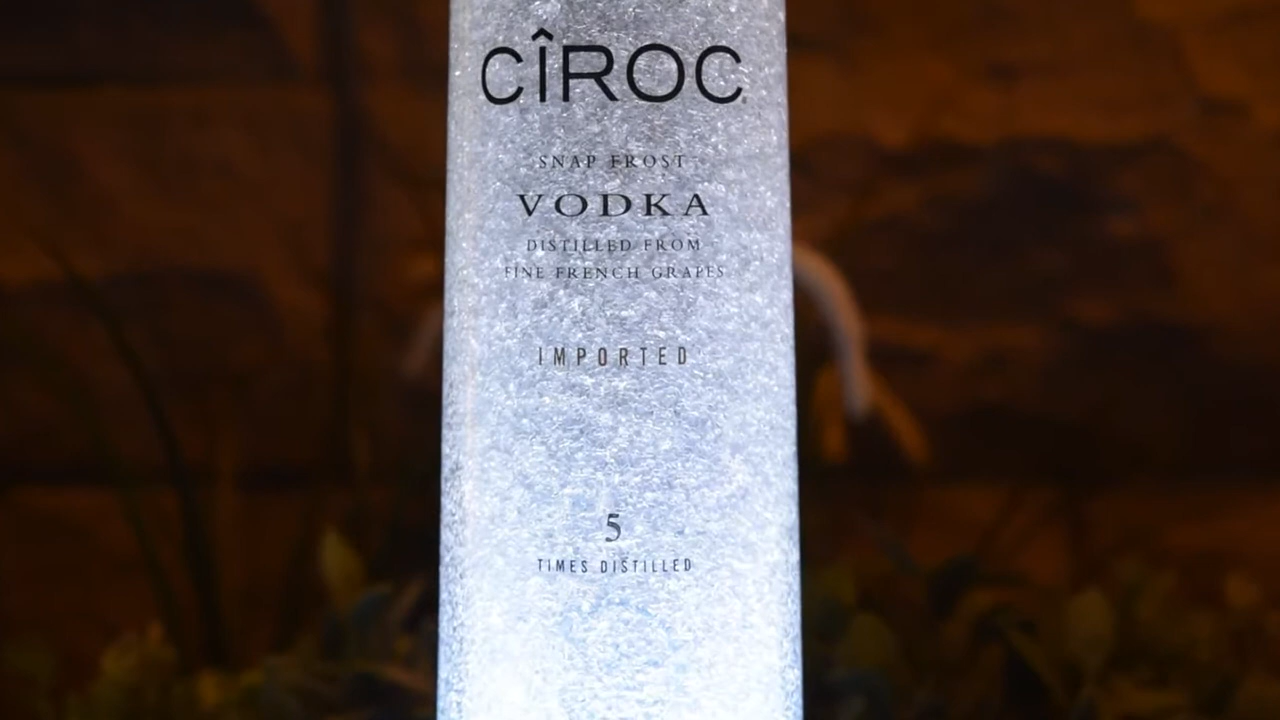 CÎROC
SNAP FROST
VODKA
DISTILLED FROM
FINE FRENCH GRAPES
IMPORTED
5
TIMES DISTILLED